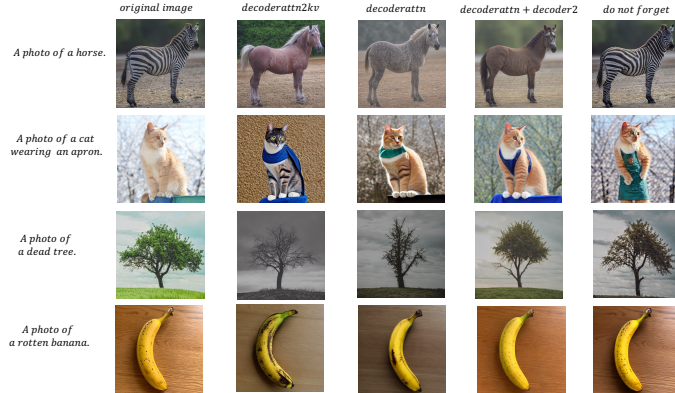 original image
decoderattn2kv
decoderattn
decoderattn + decoder2
do not forget
A photo of a horse.
A photo of a cat
wearing an apron.
A photo of
a dead tree.
A photo of
a rotten banana.